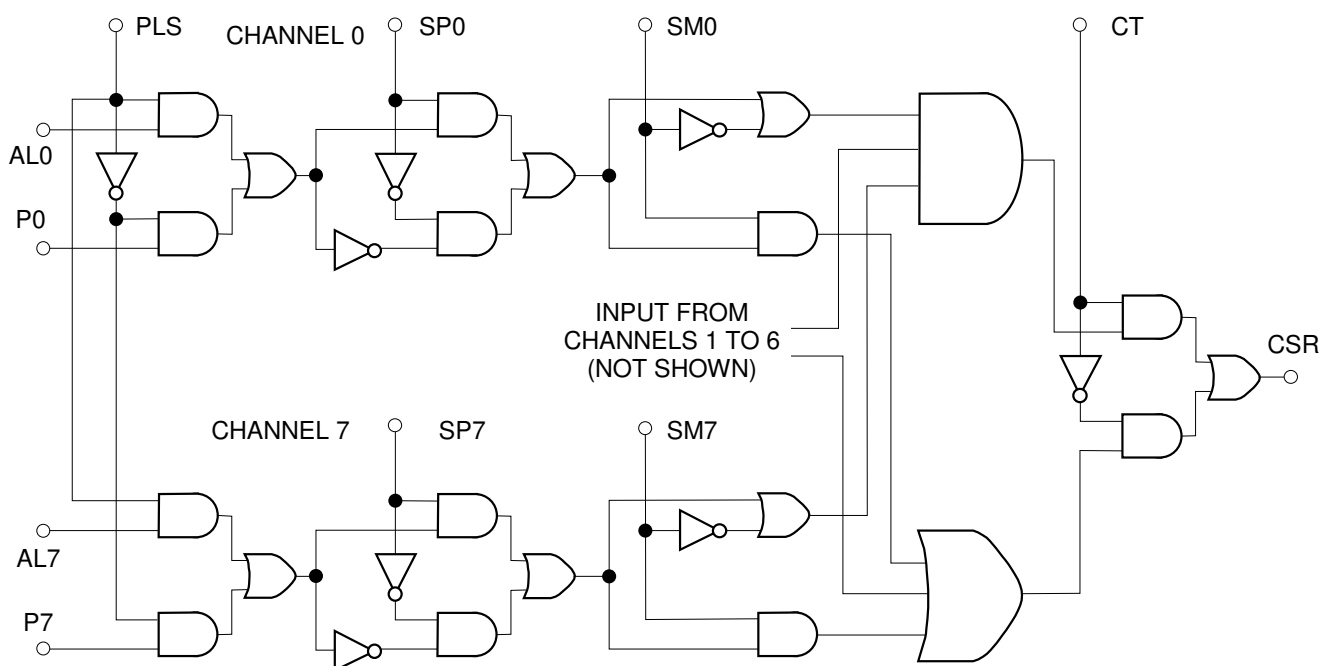 PLS
CHANNEL 0
SP0
SM0
CT
AL0
P0
INPUT FROM
CHANNELS 1 TO 6
(NOT SHOWN)
CSR
CHANNEL 7
SP7
SM7
AL7
P7